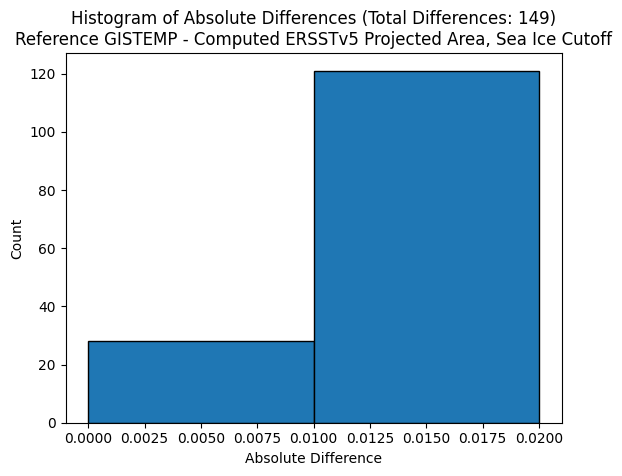 Histogram of Absolute Differences (Total Differences: 149)
Reference GISTEMP - Computed ERSSTv5 Projected Area, Sea Ice Cutoff
120
100
80
60
40
20
0
Count
0.0000 0.0025 0.0050 0.0075 0.0100 0.0125 0.0150 0.0175 0.0200
Absolute Difference